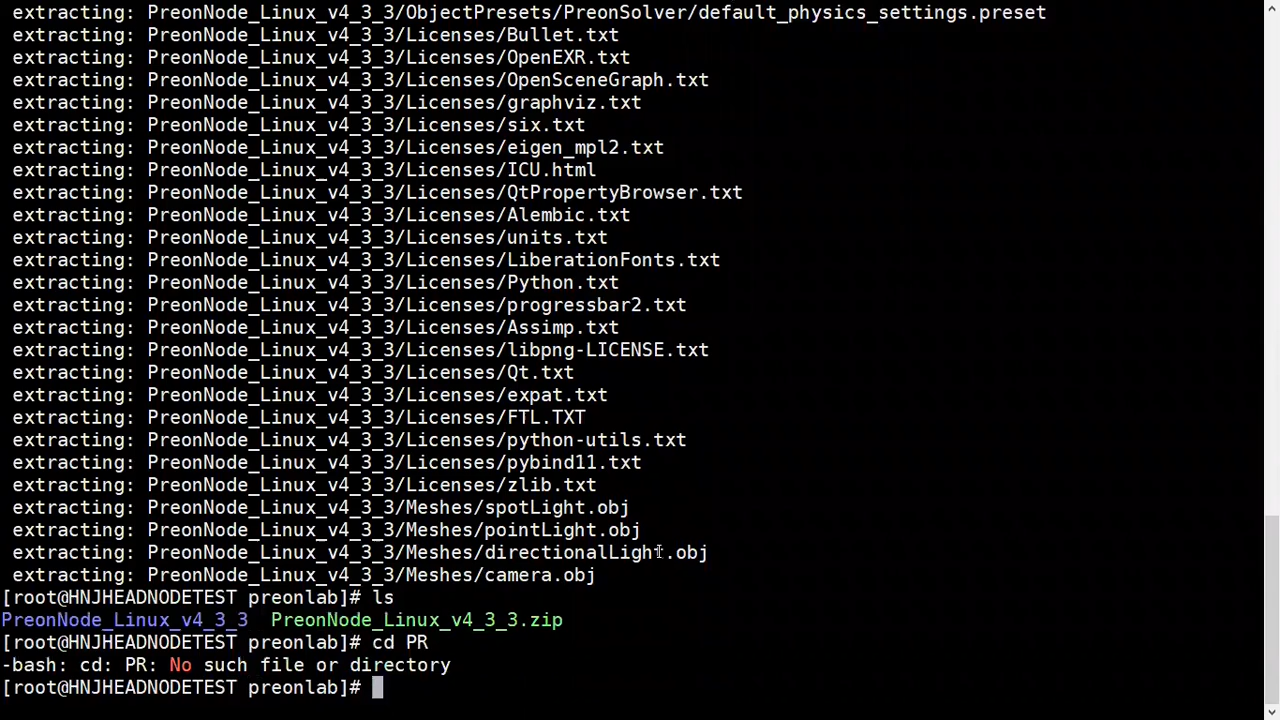 extracting: PreonNode_Linux_v4_3_3/ObjectPresets/PreonSolver/default_physics_settings.preset
extracting: PreonNode_Linux_v4_3_3/Licenses/Bullet.txt
extracting: PreonNode_Linux_v4_3_3/Licenses/OpenEXR.txt
extracting: PreonNode_Linux_v4_3_3/Licenses/OpenSceneGraph.txt
extracting: PreonNode_Linux_v4_3_3/Licenses/graphviz.txt
extracting: PreonNode_Linux_v4_3_3/Licenses/six.txt
extracting: PreonNode_Linux_v4_3_3/Licenses/eigen_mpl2.txt
extracting: PreonNode_Linux_v4_3_3/Licenses/ICU.html
extracting: PreonNode_Linux_v4_3_3/Licenses/QtPropertyBrowser.txt
extracting: PreonNode_Linux_v4_3_3/Licenses/Alembic.txt
extracting: PreonNode_Linux_v4_3_3/Licenses/units.txt
extracting: PreonNode_Linux_v4_3_3/Licenses/LiberationFonts.txt
extracting: PreonNode_Linux_v4_3_3/Licenses/Python.txt
extracting: PreonNode_Linux_v4_3_3/Licenses/progressbar2.txt
extracting: PreonNode_Linux_v4_3_3/Licenses/Assimp.txt
extracting: PreonNode_Linux_v4_3_3/Licenses/libpng-LICENSE.txt
extracting: PreonNode_Linux_v4_3_3/Licenses/Qt.txt
extracting: PreonNode_Linux_v4_3_3/Licenses/expat.txt
extracting: PreonNode_Linux_v4_3_3/Licenses/FTL.TXT
extracting: PreonNode_Linux_v4_3_3/Licenses/python-utils.txt
extracting: PreonNode_Linux_v4_3_3/Licenses/pybind11.txt
extracting: PreonNode_Linux_v4_3_3/Licenses/zlib.txt
extracting: PreonNode_Linux_v4_3_3/Meshes/spotLight.obj
extracting: PreonNode_Linux_v4_3_3/Meshes/pointLight.obj
extracting: PreonNode_Linux_v4_3_3/Meshes/directionalLight.obj
extracting: PreonNode_Linux_v4_3_3/Meshes/camera.obj
[root@HNJHEADNODETEST preonlab]# ls
PreonNode_Linux_v4_3_3  PreonNode_Linux_v4_3_3.zip
[root@HNJHEADNODETEST preonlab]# cd PR
-bash: cd: PR: No such file or directory
[root@HNJHEADNODETEST preonlab]#